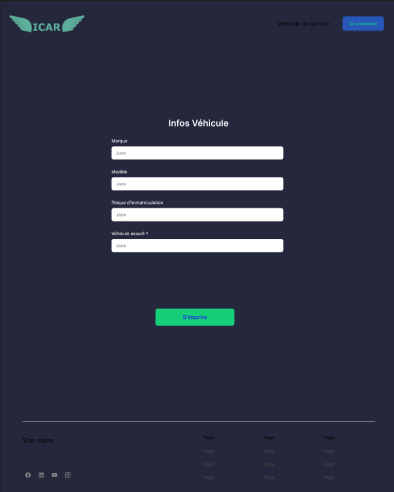 ICAR
Véhicule de service
Se connecter
Infos Véhicule
Marque
Jane
Modèle
Jane
Plaque d'immatriculation
Jane
Véhicule assuré ?
Jane
S'inscrire
Site name
Topic
Topic
Topic
Page
Page
Page
Page
Page
Page
Page
Page
Page